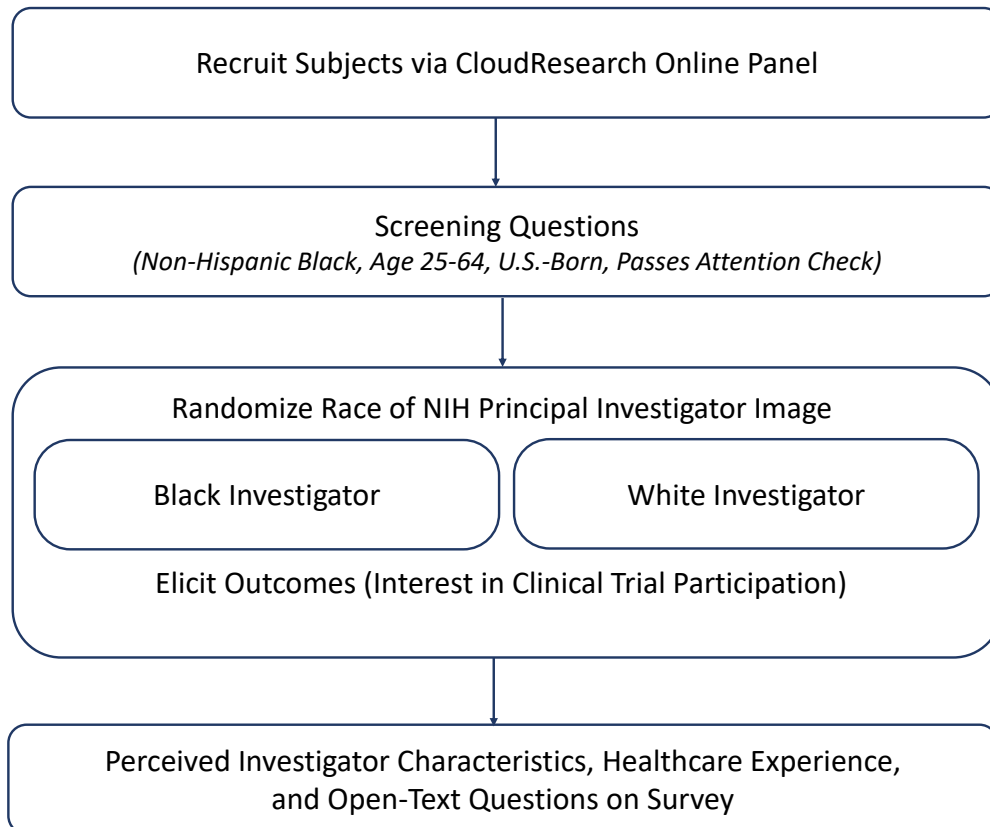 Recruit Subjects via CloudResearch Online Panel
Screening Questions
(Non-Hispanic Black, Age 25-64, U.S.-Born, Passes Attention Check)
Randomize Race of NIH Principal Investigator Image
Black Investigator
White Investigator
Elicit Outcomes (Interest in Clinical Trial Participation)
Perceived Investigator Characteristics, Healthcare Experience,
and Open-Text Questions on Survey